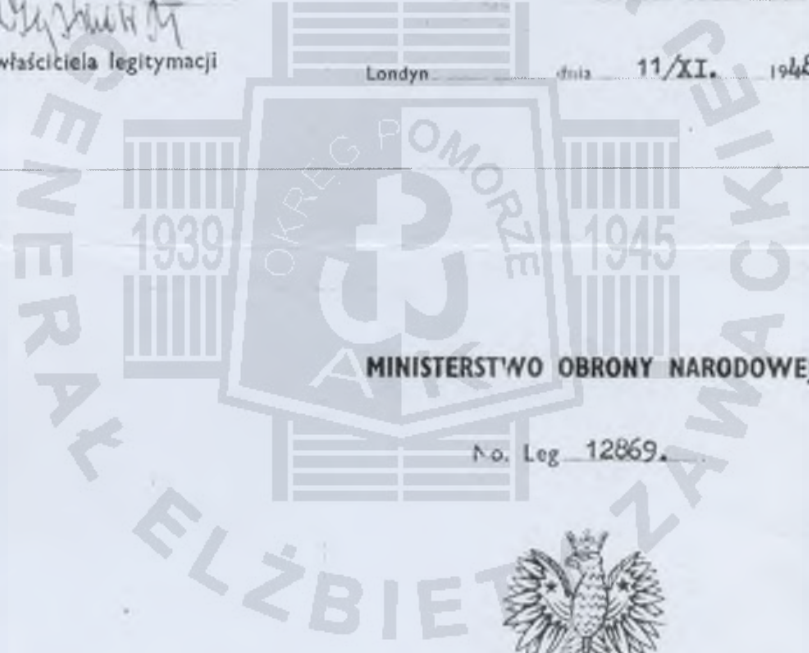 właściciela legitymacji
Londyn dnia 11/XI. 1948
OKRĘG POMORZE
1939 1945
AK
MINISTERSTWO OBRONY NARODOWEJ
No. Leg 12869.
GENERAŁ ELŻBIETA ZAWACKIEJ